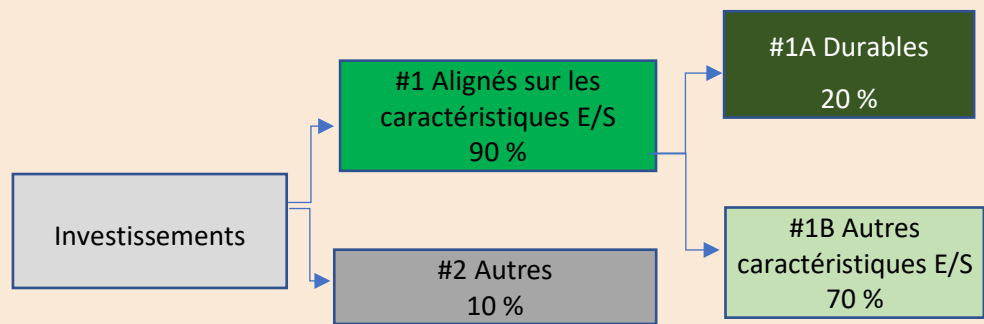 Investissements
#1 Alignés sur les
caractéristiques E/S
90 %
#2 Autres
10 %
#1A Durables
20 %
#1B Autres
caractéristiques E/S
70 %